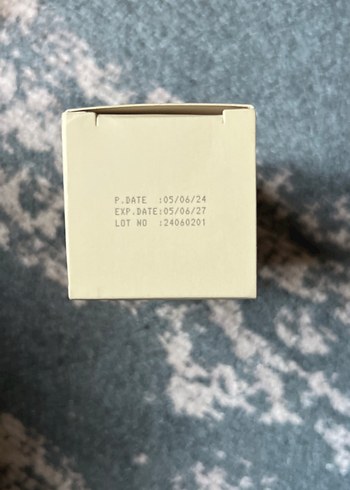 P.DATE :05/06/24
EXP.DATE:05/06/27
LOT NO :24060201